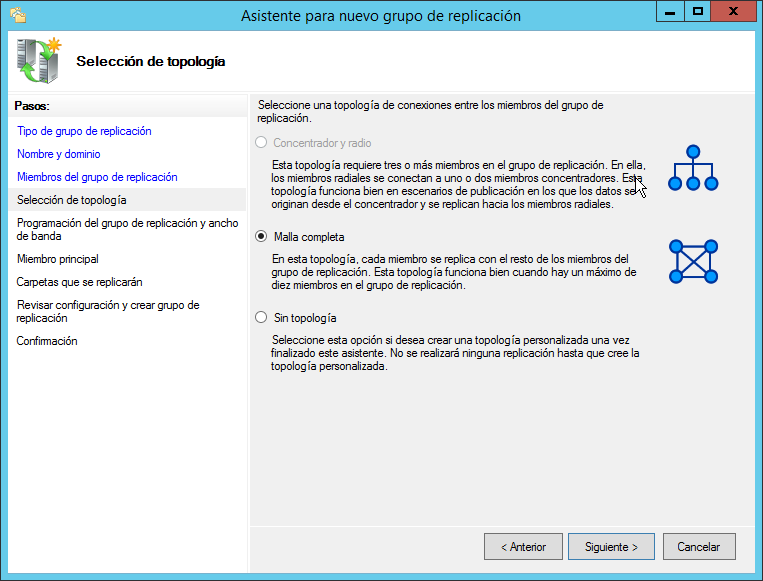 Asistente para nuevo grupo de replicación
Selección de topología
Pasos:
Tipo de grupo de replicación
Nombre y dominio
Miembros del grupo de replicación
Selección de topología
Programación del grupo de replicación y ancho
de banda
Miembro principal
Carpetas que se replicarán
Revisar configuración y crear grupo de
replicación
Confirmación
Seleccione una topología de conexiones entre los miembros del grupo de
replicación.
Concentrador y radio
Esta topología requiere tres o más miembros en el grupo de replicación. En ella,
los miembros radiales se conectan a uno o dos miembros concentradores. Esta
topología funciona bien en escenarios de publicación en los que los datos se
originan desde el concentrador y se replican hacia los miembros radiales.
Malla completa
En esta topología, cada miembro se replica con el resto de los miembros del
grupo de replicación. Esta topología funciona bien cuando hay un máximo de
diez miembros en el grupo de replicación.
Sin topología
Seleccione esta opción si desea crear una topología personalizada una vez
finalizado este asistente. No se realizará ninguna replicación hasta que cree la
topología personalizada.
< Anterior
Siguiente >
Cancelar